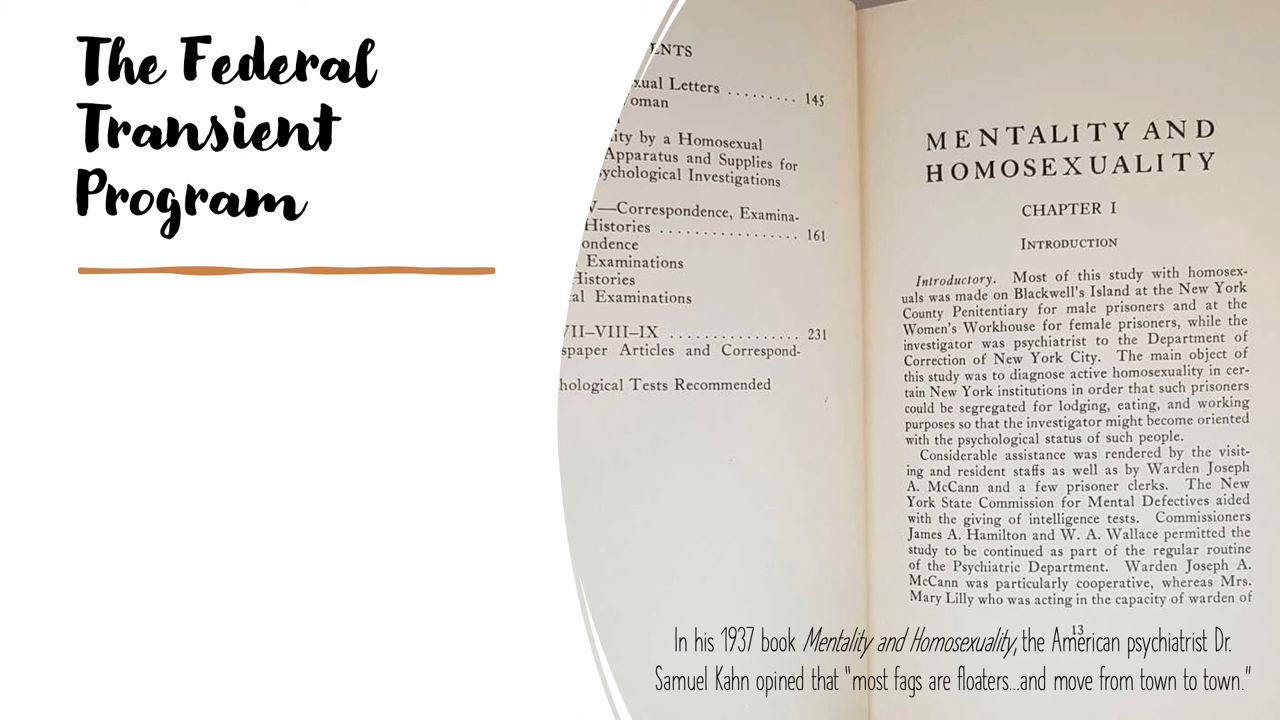 The Federal
Transient
Program
ENTS
xual Letters ......... 145
oman
ity by a Homosexual
Apparatus and Supplies for
ychological Investigations
V—Correspondence, Examina-
Histories ................. 161
ondence
Examinations
Histories
al Examinations
VII–VIII–IX ................ 231
spaper Articles and Correspond-
hological Tests Recommended
MENTALITY AND
HOMOSEXUALITY
CHAPTER I
INTRODUCTION
Introductory. Most of this study with homosex-
uals was made on Blackwell's Island at the New York
County Penitentiary for male prisoners and at the
Women's Workhouse for female prisoners, while the
investigator was psychiatrist to the Department of
Correction of New York City. The main object of
this study was to diagnose active homosexuality in cer-
tain New York institutions in order that such prisoners
could be segregated for lodging, eating, and working
purposes so that the investigator might become oriented
with the psychological status of such people.
Considerable assistance was rendered by the visit-
ing and resident staffs as well as by Warden Joseph
A. McCann and a few prisoner clerks. The New
York State Commission for Mental Defectives aided
with the giving of intelligence tests. Commissioners
James A. Hamilton and W. A. Wallace permitted the
study to be continued as part of the regular routine
of the Psychiatric Department. Warden Joseph A.
McCann was particularly cooperative, whereas Mrs.
Mary Lilly who was acting in the capacity of warden of
13
In his 1937 book Mentality and Homosexuality, the American psychiatrist Dr.
Samuel Kahn opined that "most fags are floaters...and move from town to town."